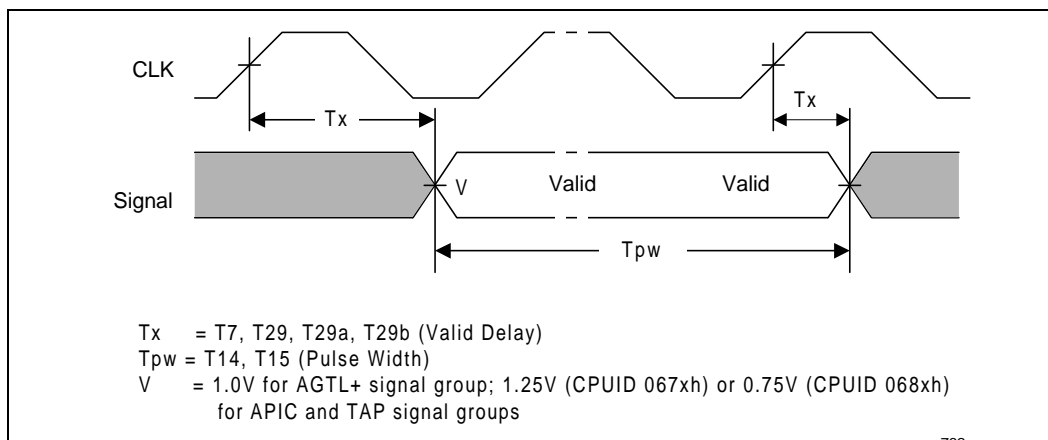 CLK
Tx
Tx
Signal
V
Valid
Valid
Tpw
Tx = T7, T29, T29a, T29b (Valid Delay)
Tpw = T14, T15 (Pulse Width)
V = 1.0V for AGTL+ signal group; 1.25V (CPUID 067xh) or 0.75V (CPUID 068xh)
for APIC and TAP signal groups